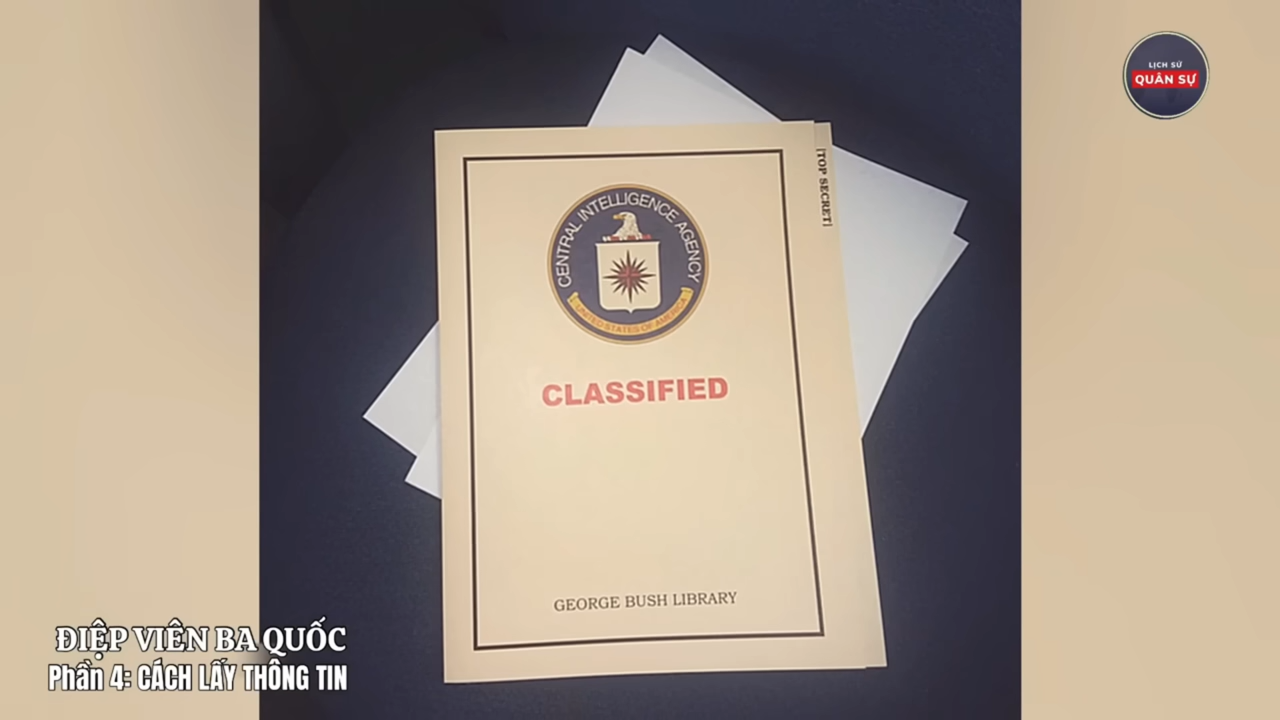 LỊCH SỬ
QUÂN SỰ
|TOP SECRET|
CENTRAL INTELLIGENCE AGENCY
UNITED STATES OF AMERICA
CLASSIFIED
GEORGE BUSH LIBRARY
ĐIỆP VIÊN BA QUỐC
Phần 4: CÁCH LẤY THÔNG TIN